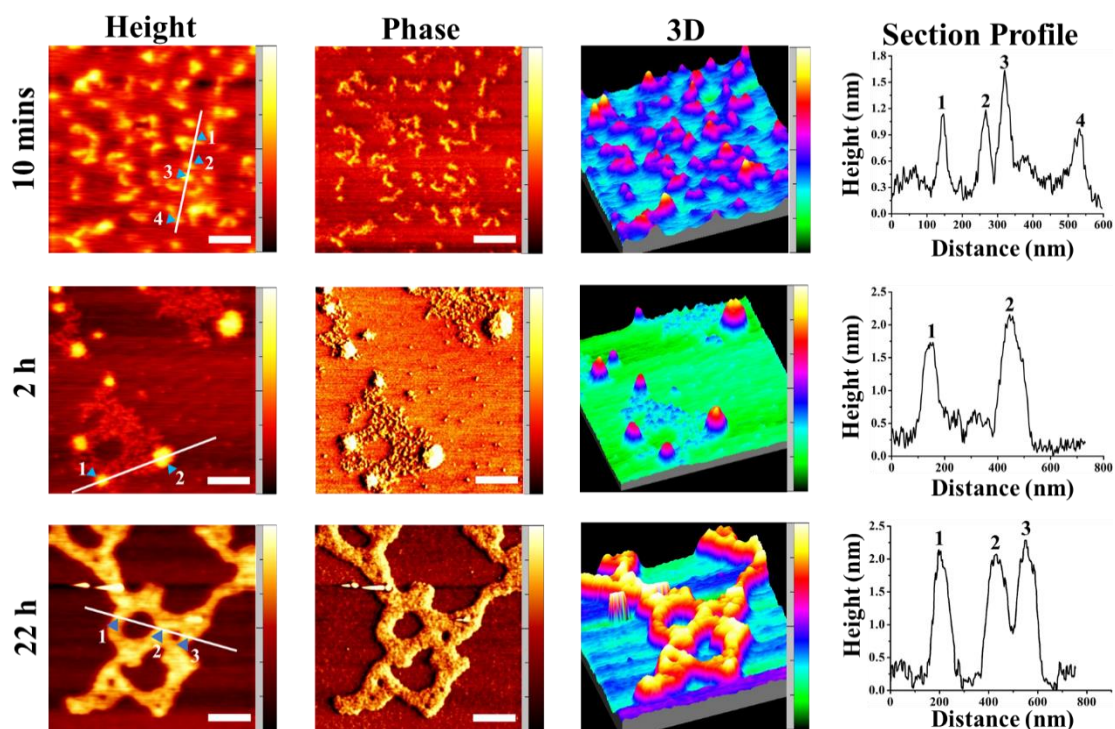 Height Phase 3D Section Profile
10 mins
1
2
3
4
Height (nm)
1.8
1.5
1.2
0.9
0.6
0.3
0.0
1 2 3 4
0 100 200 300 400 500 600
Distance (nm)
2 h
1
2
Height (nm)
2.5
2.0
1.5
1.0
0.5
0.0
1 2
0 200 400 600 800
Distance (nm)
22 h
1
2
3
Height (nm)
2.5
2.0
1.5
1.0
0.5
0.0
1 2 3
0 200 400 600 800
Distance (nm)